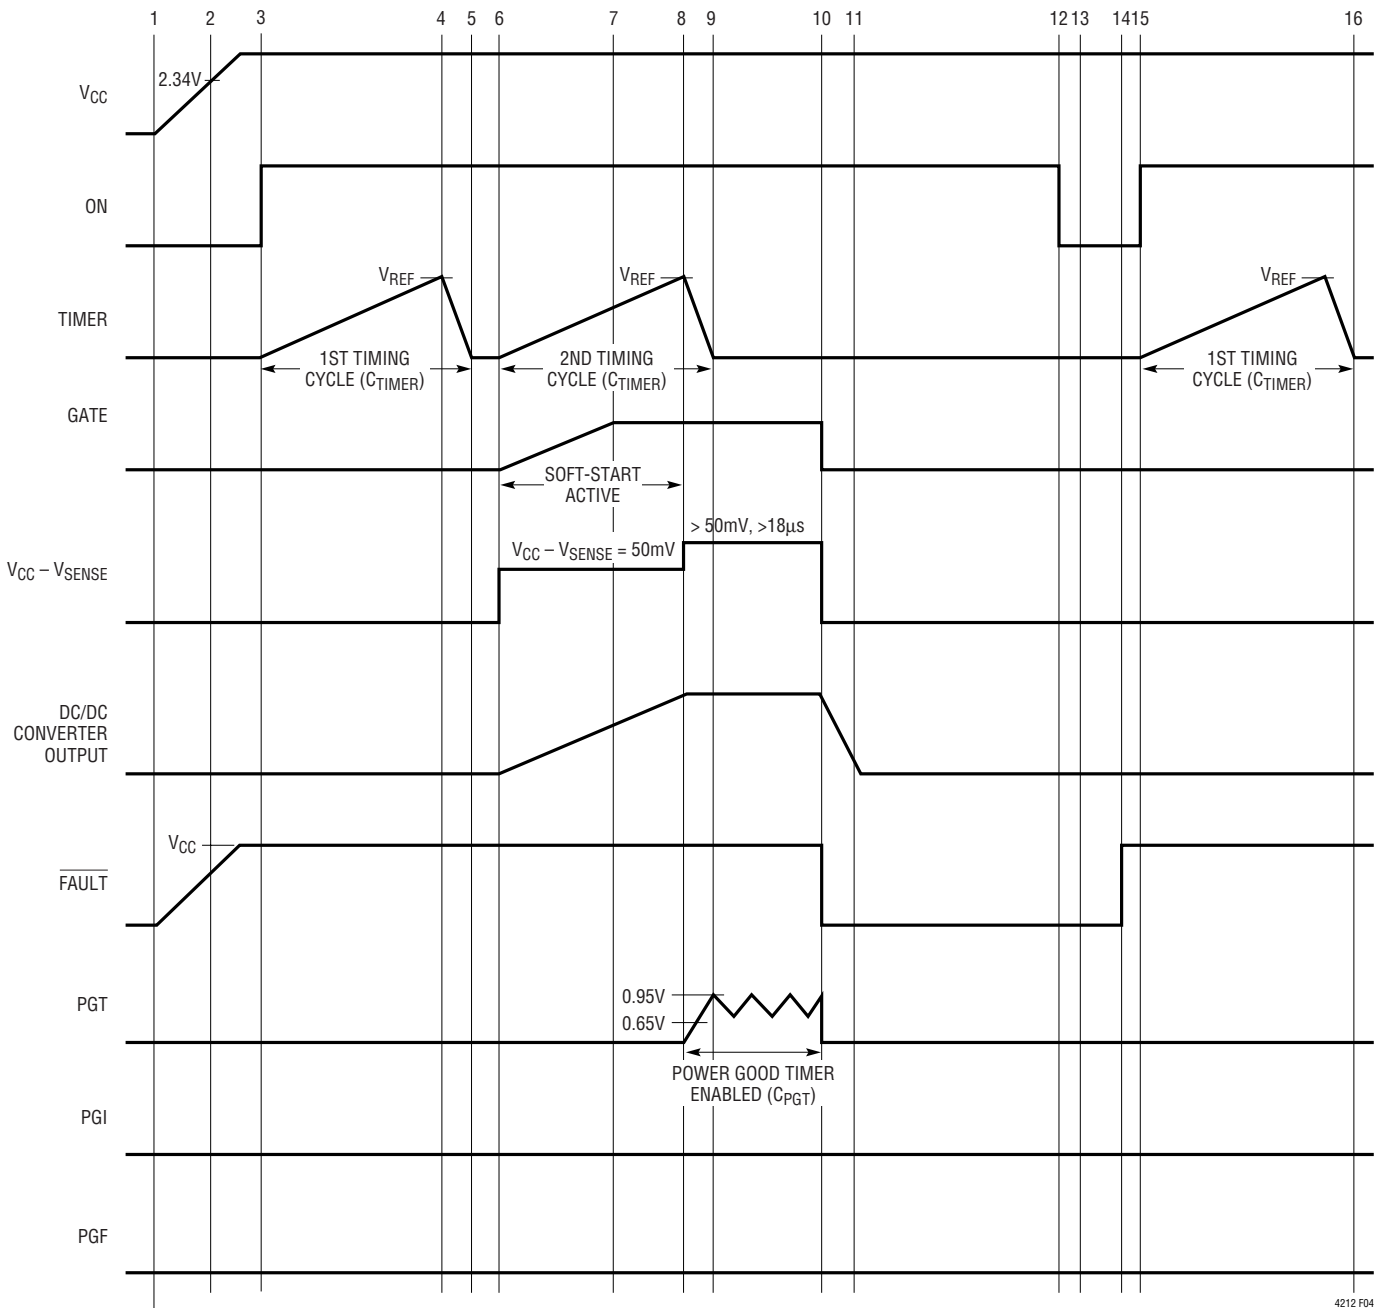 1 2 3 4 5 6 7 8 9 10 11 12 13 14 15 16
2.34V
VCC
ON
VREF VREF VREF
TIMER
1ST TIMING
CYCLE (CTIMER)
2ND TIMING
CYCLE (CTIMER)
1ST TIMING
CYCLE (CTIMER)
GATE
SOFT-START
ACTIVE
> 50mV, >18µs
VCC – VSENSE = 50mV
VCC – VSENSE
DC/DC
CONVERTER
OUTPUT
VCC
FAULT
PGT
0.95V
0.65V
POWER GOOD TIMER
ENABLED (CPGT)
PGI
PGF
4212 F04